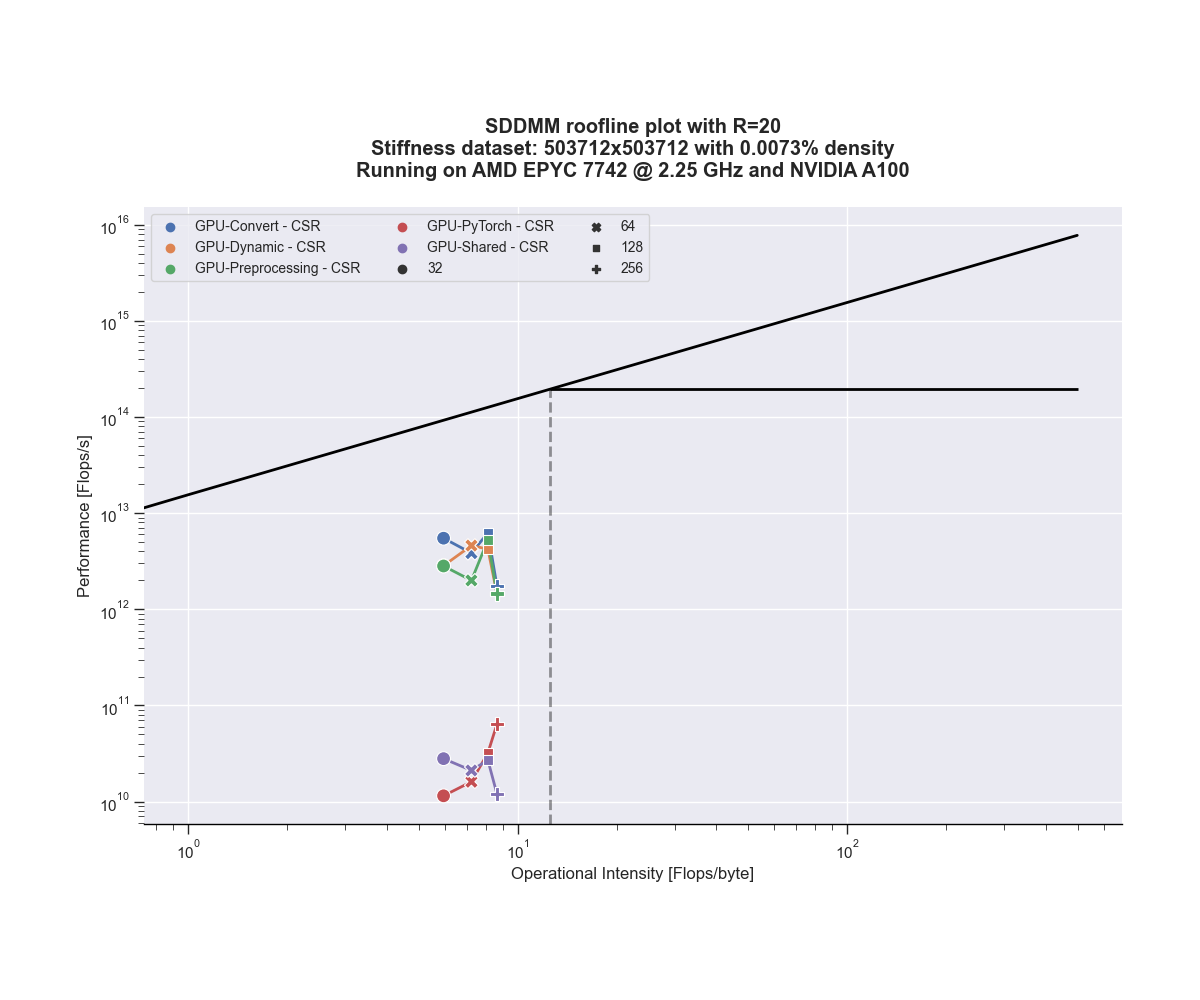 SDDMM roofline plot with R=20
Stiffness dataset: 503712x503712 with 0.0073% density
Running on AMD EPYC 7742 @ 2.25 GHz and NVIDIA A100
GPU-Convert - CSR
GPU-Dynamic - CSR
GPU-Preprocessing - CSR
GPU-PyTorch - CSR
GPU-Shared - CSR
32
64
128
256
Performance [Flops/s]
10^16
10^15
10^14
10^13
10^12
10^11
10^10
10^0
10^1
10^2
Operational Intensity [Flops/byte]